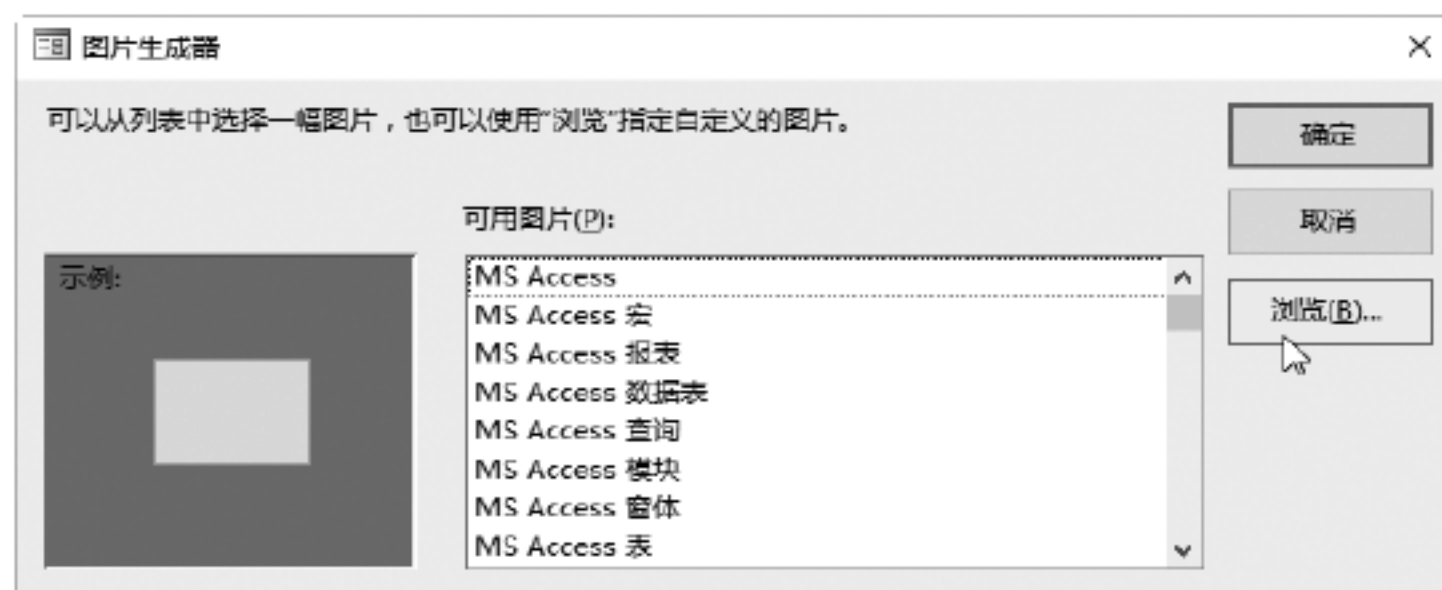 图片生成器
可以从列表中选择一幅图片，也可以使用"浏览"指定自定义的图片。
确定
可用图片(P):
取消
示例:
MS Access
MS Access 宏
浏览(B)...
MS Access 报表
MS Access 数据表
MS Access 查询
MS Access 模块
MS Access 窗体
MS Access 表